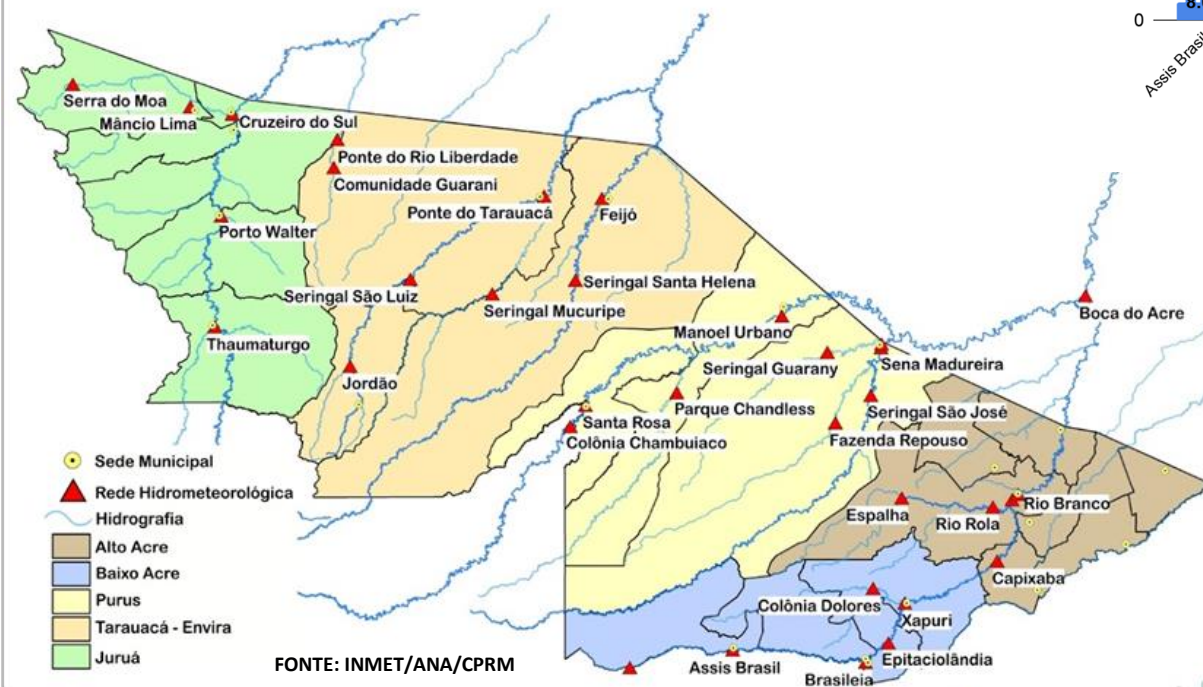 8.
0
Assis Brasil
Serra do Moa
Mâncio Lima
Cruzeiro do Sul
Ponte do Rio Liberdade
Comunidade Guarani
Ponte do Tarauacá
Feijó
Porto Walter
Seringal São Luiz
Seringal Santa Helena
Seringal Mucuripe
Manoel Urbano
Boca do Acre
Thaumaturgo
Seringal Guarany
Sena Madureira
Jordão
Parque Chandless
Seringal São José
Santa Rosa
Fazenda Repouso
Colônia Chambuiaco
Sede Municipal
Rede Hidrometeorológica
Hidrografia
Alto Acre
Baixo Acre
Purus
Tarauacá - Envira
Juruá
Espalha
Rio Rola
Rio Branco
Capixaba
Colônia Dolores
Xapuri
Epitaciolândia
Assis Brasil
Brasileia
FONTE: INMET/ANA/CPRM